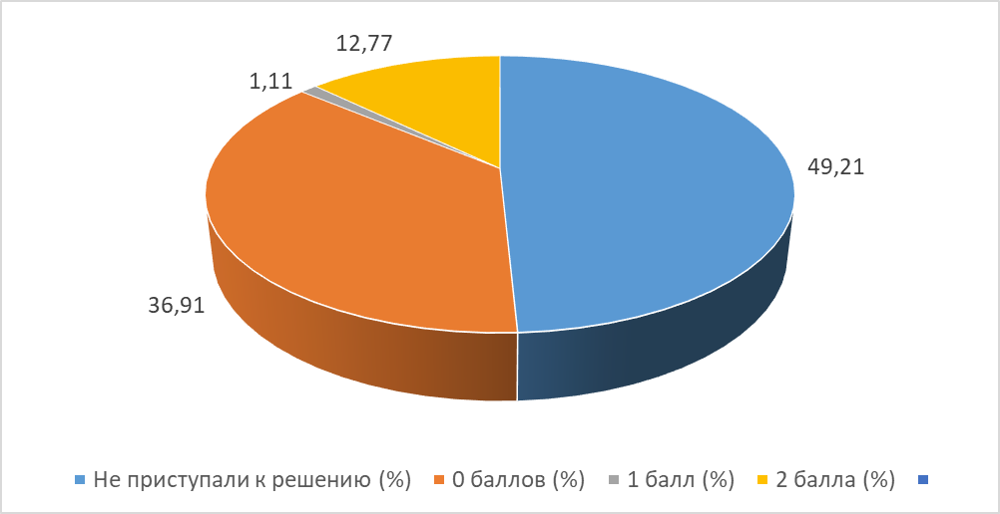 12,77
1,11
49,21
36,91
Не приступали к решению (%) 0 баллов (%) 1 балл (%) 2 балла (%)